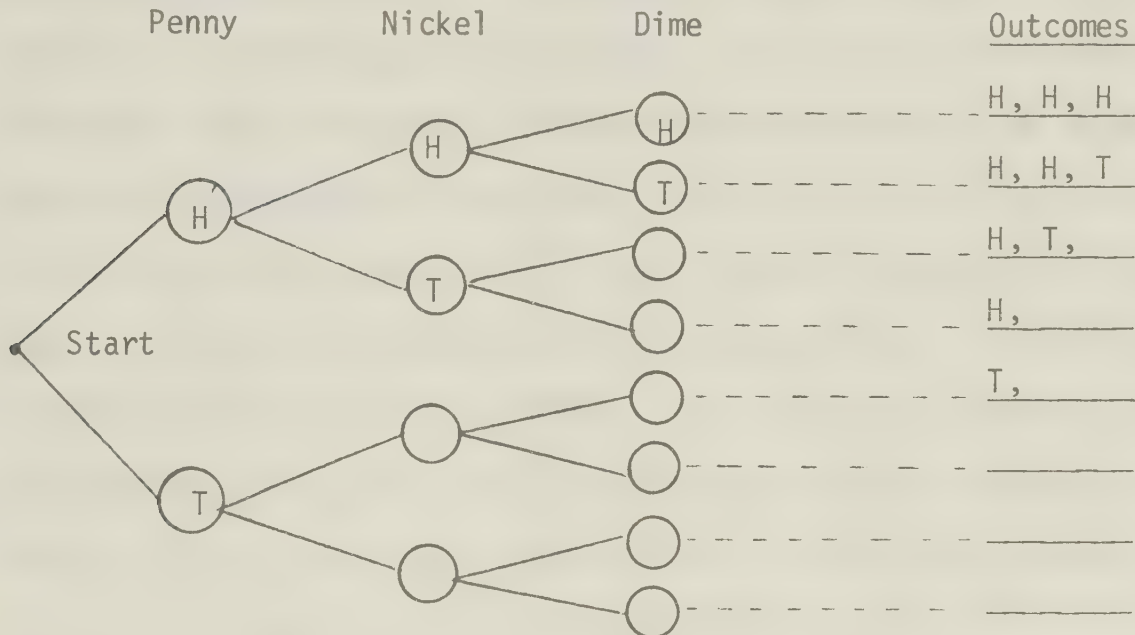 Penny Nickel Dime Outcomes
H H, H, H
H
T H, H, T
H
H, T,
T
H,
Start
T,
T